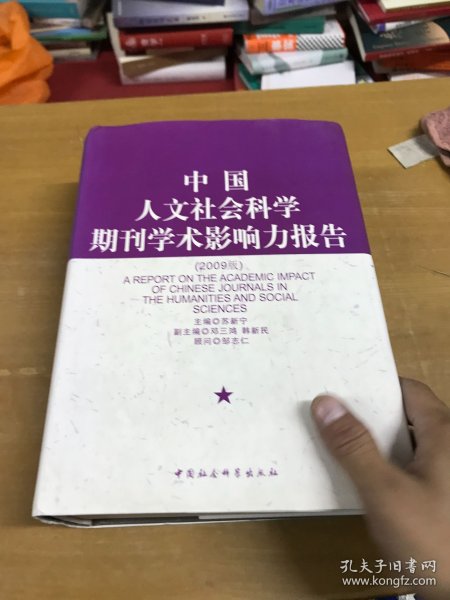 中国
人文社会科学
期刊学术影响力报告
(2009版)
A REPORT ON THE ACADEMIC IMPACT
OF CHINESE JOURNALS IN
THE HUMANITIES AND SOCIAL
SCIENCES
主编◎苏新宁
副主编◎邓三鸿 韩新民
顾问◎邹志仁
中国社会科学出版社
孔夫子旧书网
www.kongfz.com